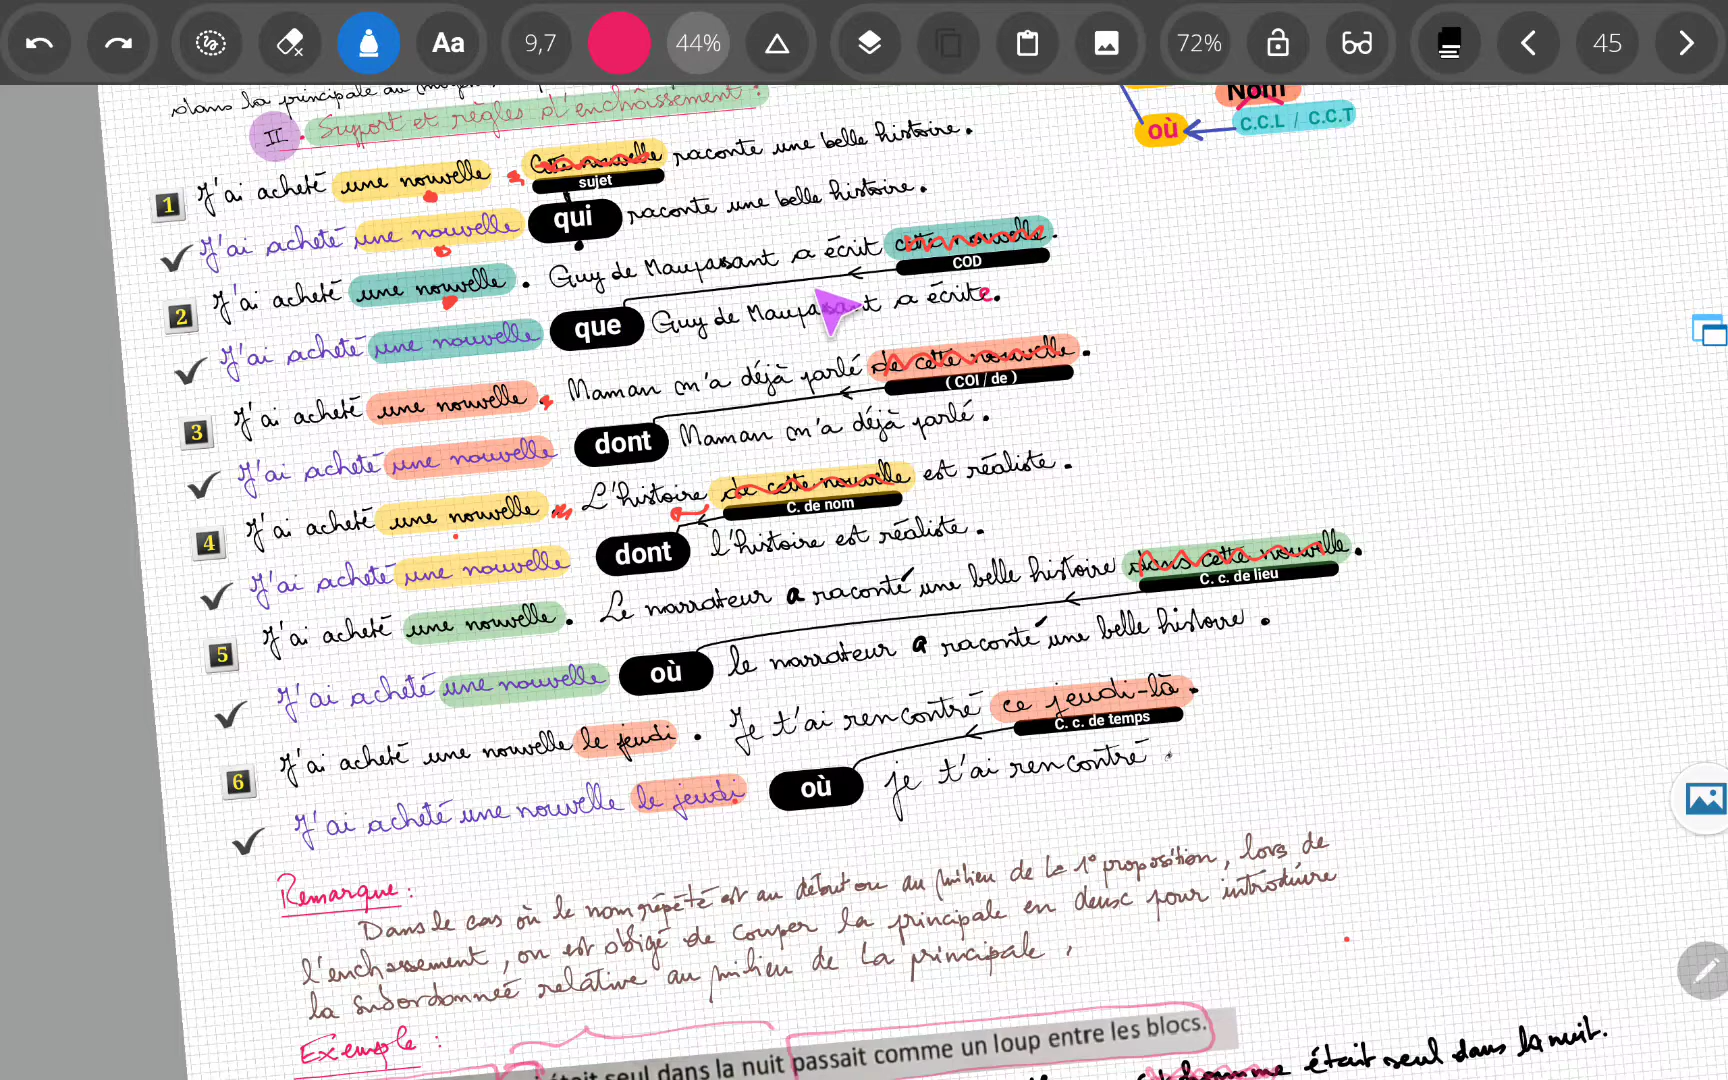 Aa 9,7 44% 72% 45
dans la principale au
II. Suport et règles d'enchâssement :
Nom
où C.C.L / C.C.T
1 J'ai acheté une nouvelle. Cette nouvelle raconte une belle histoire.
sujet
J'ai acheté une nouvelle qui raconte une belle histoire.
2 J'ai acheté une nouvelle. Guy de Maupassant a écrit cette nouvelle.
COD
J'ai acheté une nouvelle que Guy de Maupassant a écrite.
3 J'ai acheté une nouvelle. Maman m'a déjà parlé de cette nouvelle.
( COI / de )
J'ai acheté une nouvelle dont Maman m'a déjà parlé.
4 J'ai acheté une nouvelle. L'histoire de cette nouvelle est réaliste.
C. de nom
J'ai acheté une nouvelle dont l'histoire est réaliste.
5 J'ai acheté une nouvelle. Le narrateur a raconté une belle histoire dans cette nouvelle.
C. c. de lieu
J'ai acheté une nouvelle où le narrateur a raconté une belle histoire.
6 J'ai acheté une nouvelle le jeudi. Je t'ai rencontré ce jeudi-là.
C. c. de temps
J'ai acheté une nouvelle le jeudi où je t'ai rencontré.
Remarque :
Dans le cas où le nom répété est au début ou au milieu de la 1° proposition, lors de
l'enchassement, on est obligé de couper la principale en deux pour introduire
la subordonneé relative au milieu de la principale,
Exemple :
était seul dans la nuit passait comme un loup entre les blocs.
homme était seul dans la nuit.